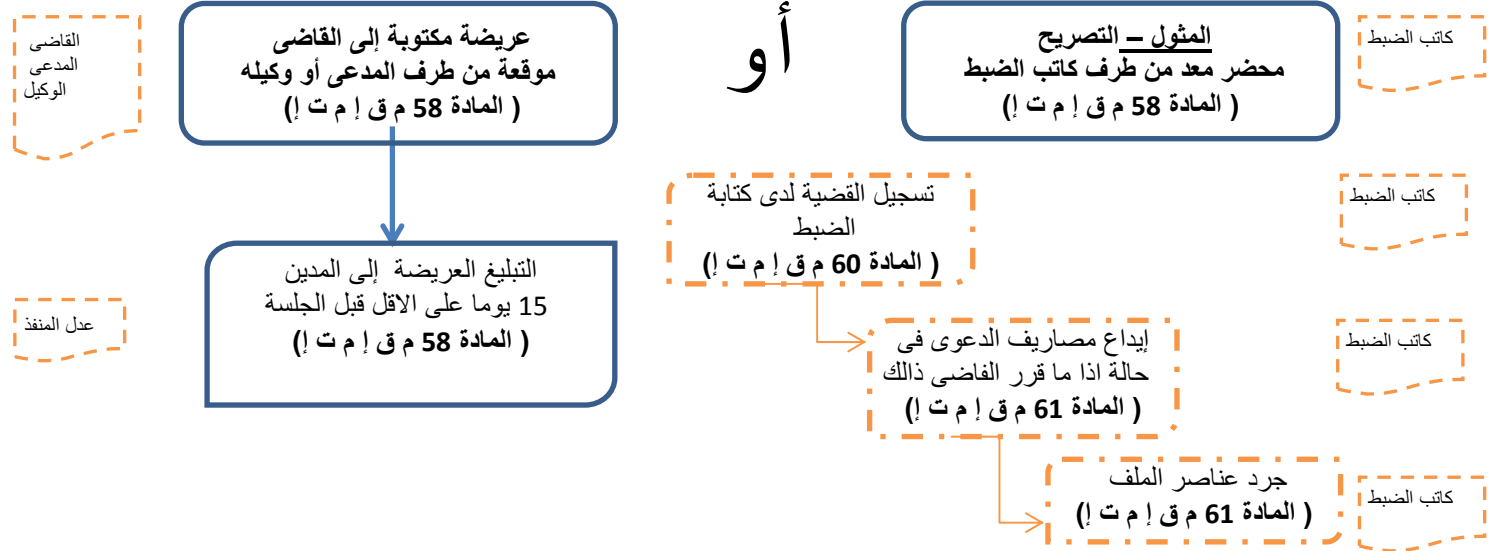 كاتب الضبط
المثول – التصريح
محضر معد من طرف كاتب الضبط
( المادة 58 م ق إ م ت إ)
أو
عريضة مكتوبة إلى القاضى
موقعة من طرف المدعى أو وكيله
( المادة 58 م ق إ م ت إ)
القاضى
المدعى
الوكيل
كاتب الضبط
تسجيل القضية لدى كتابة
الضبط
( المادة 60 م ق إ م ت إ)
التبليغ العريضة إلى المدين
15 يوما على الاقل قبل الجلسة
( المادة 58 م ق إ م ت إ)
عدل المنفذ
كاتب الضبط
إيداع مصاريف الدعوى فى
حالة اذا ما قرر الفاضى ذالك
( المادة 61 م ق إ م ت إ)
كاتب الضبط
جرد عناصر الملف
( المادة 61 م ق إ م ت إ)